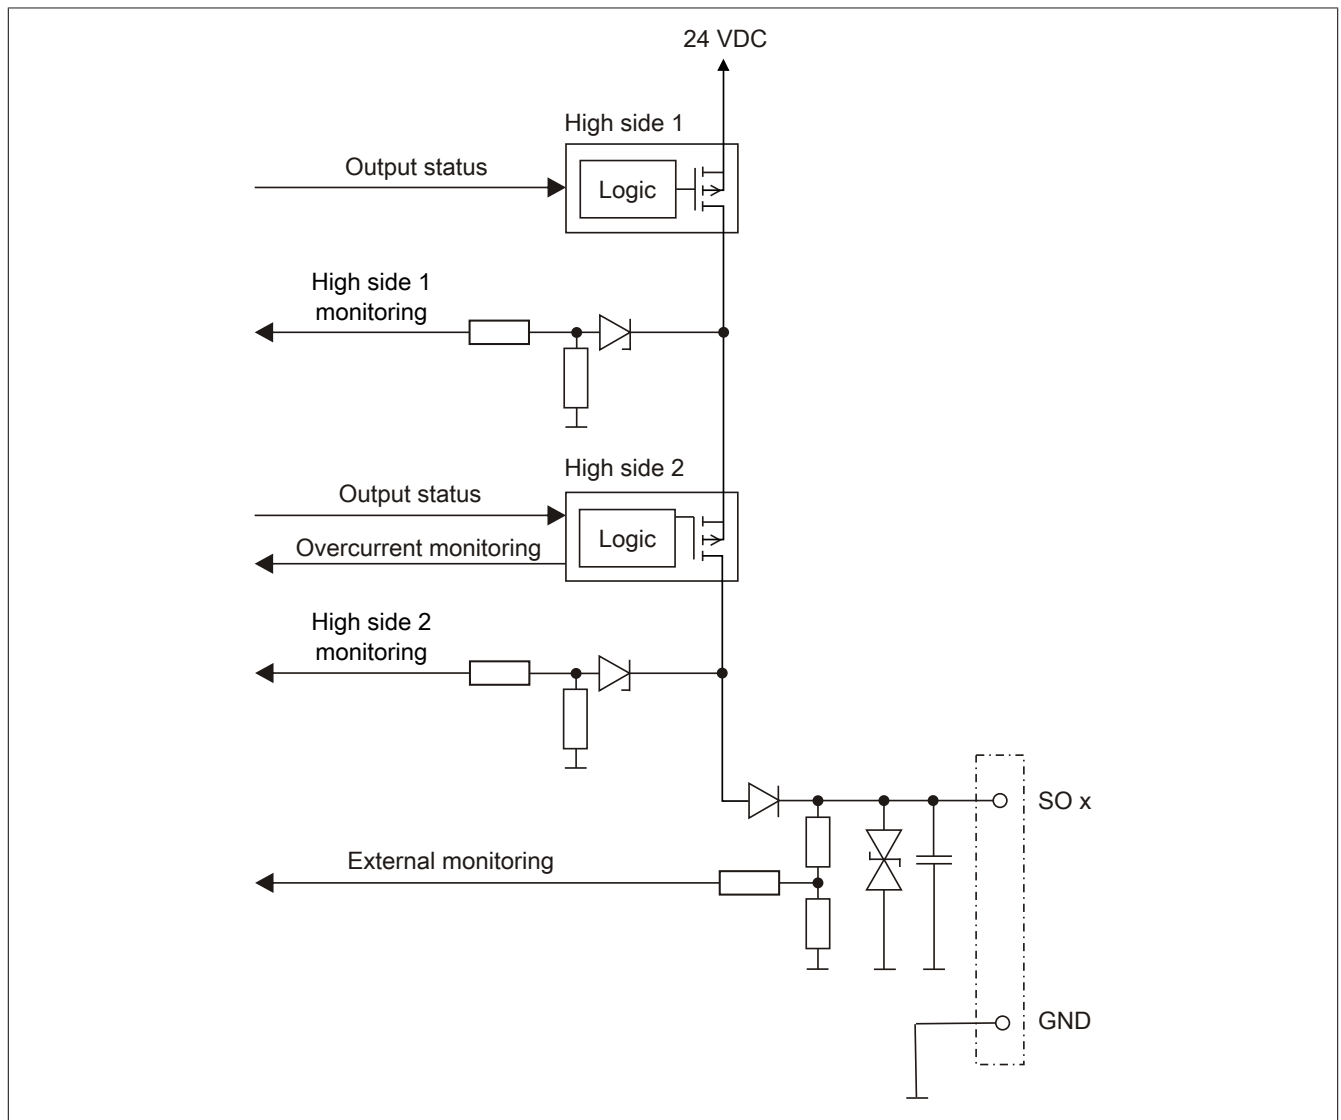 24 VDC
High side 1
Output status
Logic
High side 1
monitoring
High side 2
Output status
Logic
Overcurrent monitoring
High side 2
monitoring
SO x
External monitoring
GND